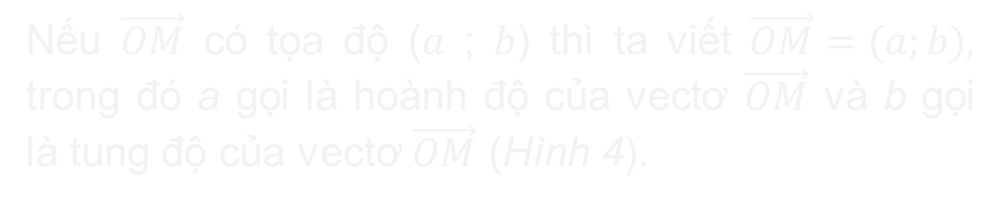 Nếu $\overrightarrow{OM}$ có tọa độ (a ; b) thì ta viết $\overrightarrow{OM}$ = (a; b),
trong đó a gọi là hoành độ của vectơ $\overrightarrow{OM}$ và b gọi
là tung độ của vectơ $\overrightarrow{OM}$ (Hình 4).